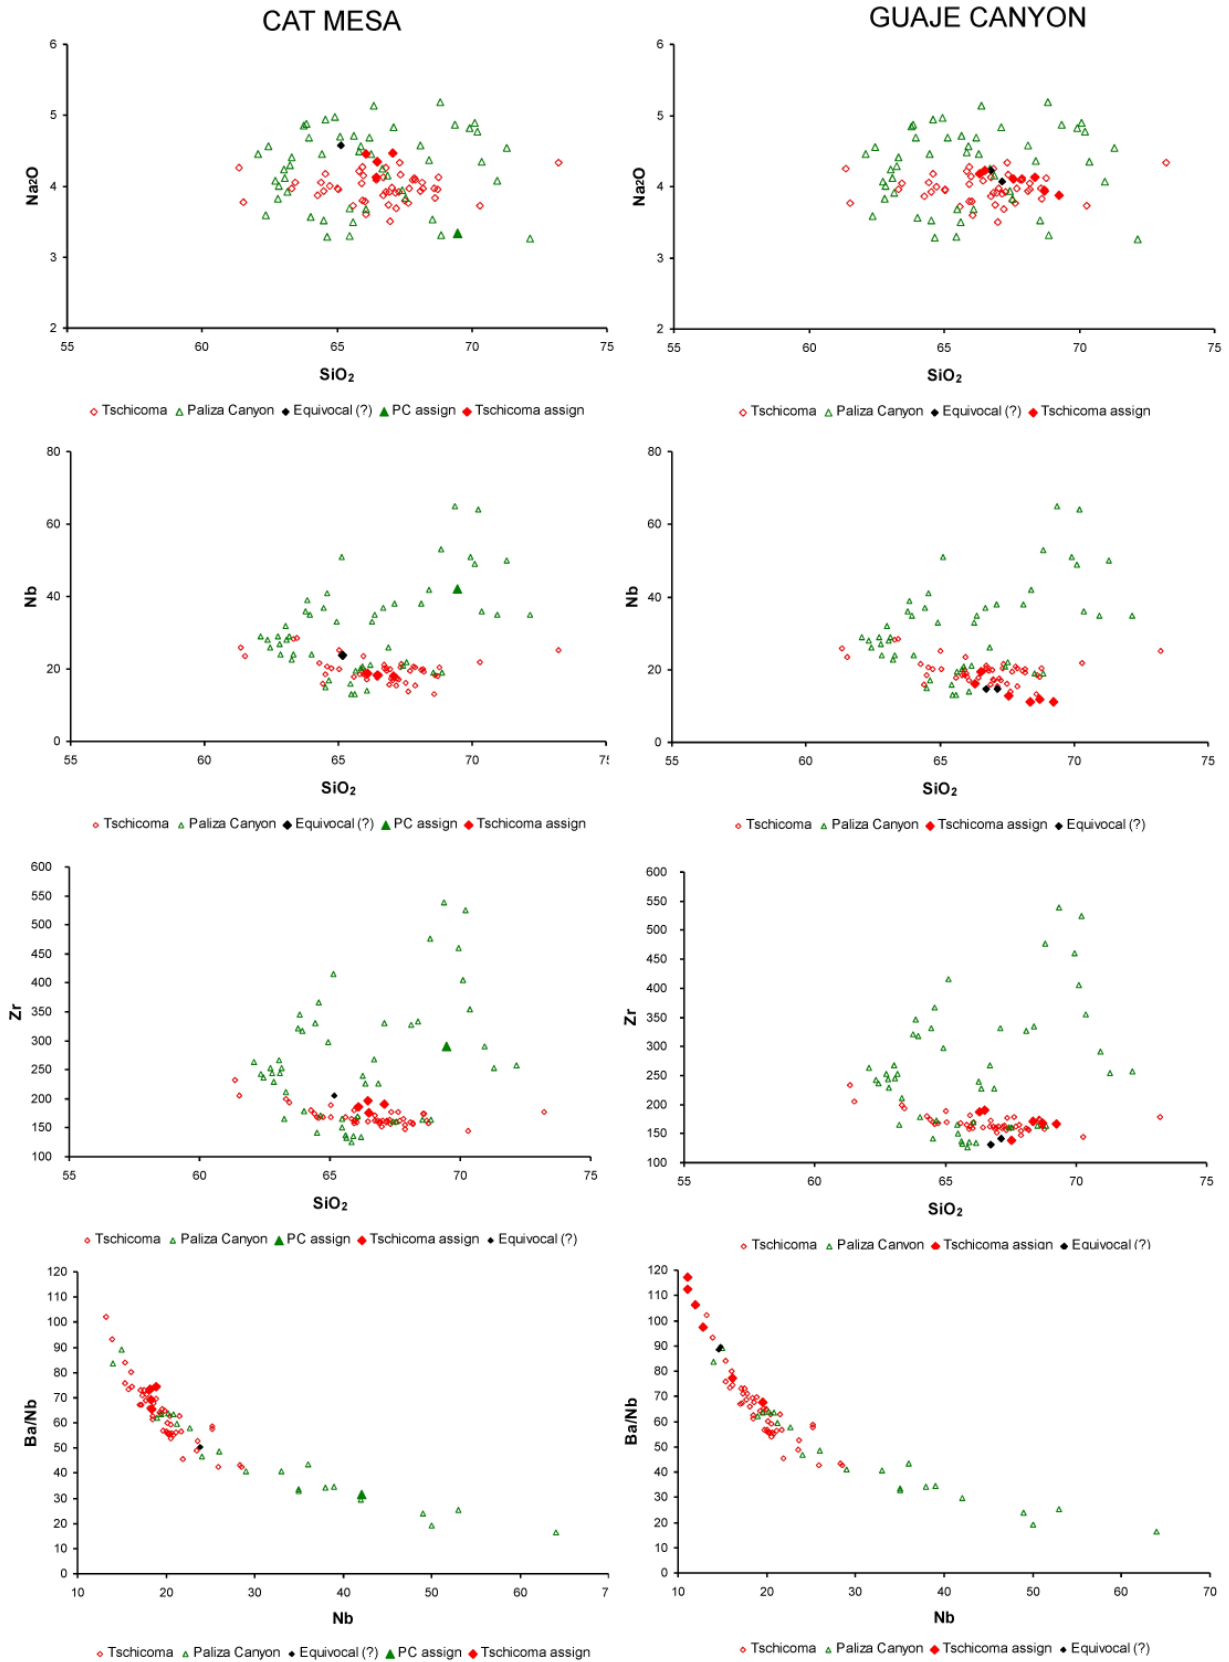 CAT MESA
GUAJE CANYON
6
5
4
3
2
Na2O
55 60 65 70 75
SiO2
◇ Tschicoma △ Paliza Canyon ◆ Equivocal (?) ▲ PC assign ◆ Tschicoma assign
6
5
4
3
2
Na2O
55 60 65 70 75
SiO2
◇ Tschicoma △ Paliza Canyon ◆ Equivocal (?) ◆ Tschicoma assign
80
60
40
20
0
Nb
55 60 65 70 75
SiO2
◇ Tschicoma △ Paliza Canyon ◆ Equivocal (?) ▲ PC assign ◆ Tschicoma assign
80
60
40
20
0
Nb
55 60 65 70 75
SiO2
◇ Tschicoma △ Paliza Canyon ◆ Tschicoma assign ◆ Equivocal (?)
600
550
500
450
400
350
300
250
200
150
100
Zr
55 60 65 70 75
SiO2
◇ Tschicoma △ Paliza Canyon ▲ PC assign ◆ Tschicoma assign ◆ Equivocal (?)
600
550
500
450
400
350
300
250
200
150
100
Zr
55 60 65 70 75
SiO2
◇ Tschicoma △ Paliza Canyon ◆ Tschicoma assign ◆ Equivocal (?)
120
110
100
90
80
70
60
50
40
30
20
10
0
Ba/Nb
10 20 30 40 50 60 7
Nb
◇ Tschicoma △ Paliza Canyon ◆ Equivocal (?) ▲ PC assign ◆ Tschicoma assign
120
110
100
90
80
70
60
50
40
30
20
10
0
Ba/Nb
10 20 30 40 50 60 70
Nb
◇ Tschicoma △ Paliza Canyon ◆ Tschicoma assign ◆ Equivocal (?)